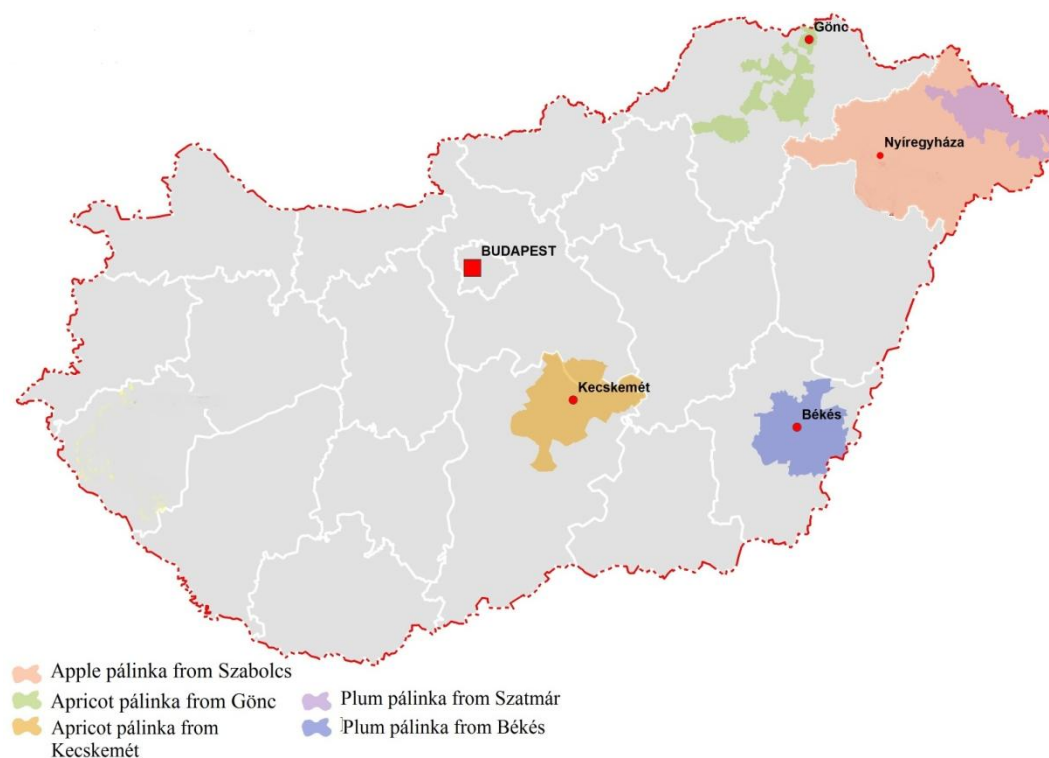 Gönc
Nyíregyháza
BUDAPEST
Kecskemét
Békés
Apple pálinka from Szabolcs
Apricot pálinka from Gönc
Apricot pálinka from
Kecskemét
Plum pálinka from Szatmár
Plum pálinka from Békés